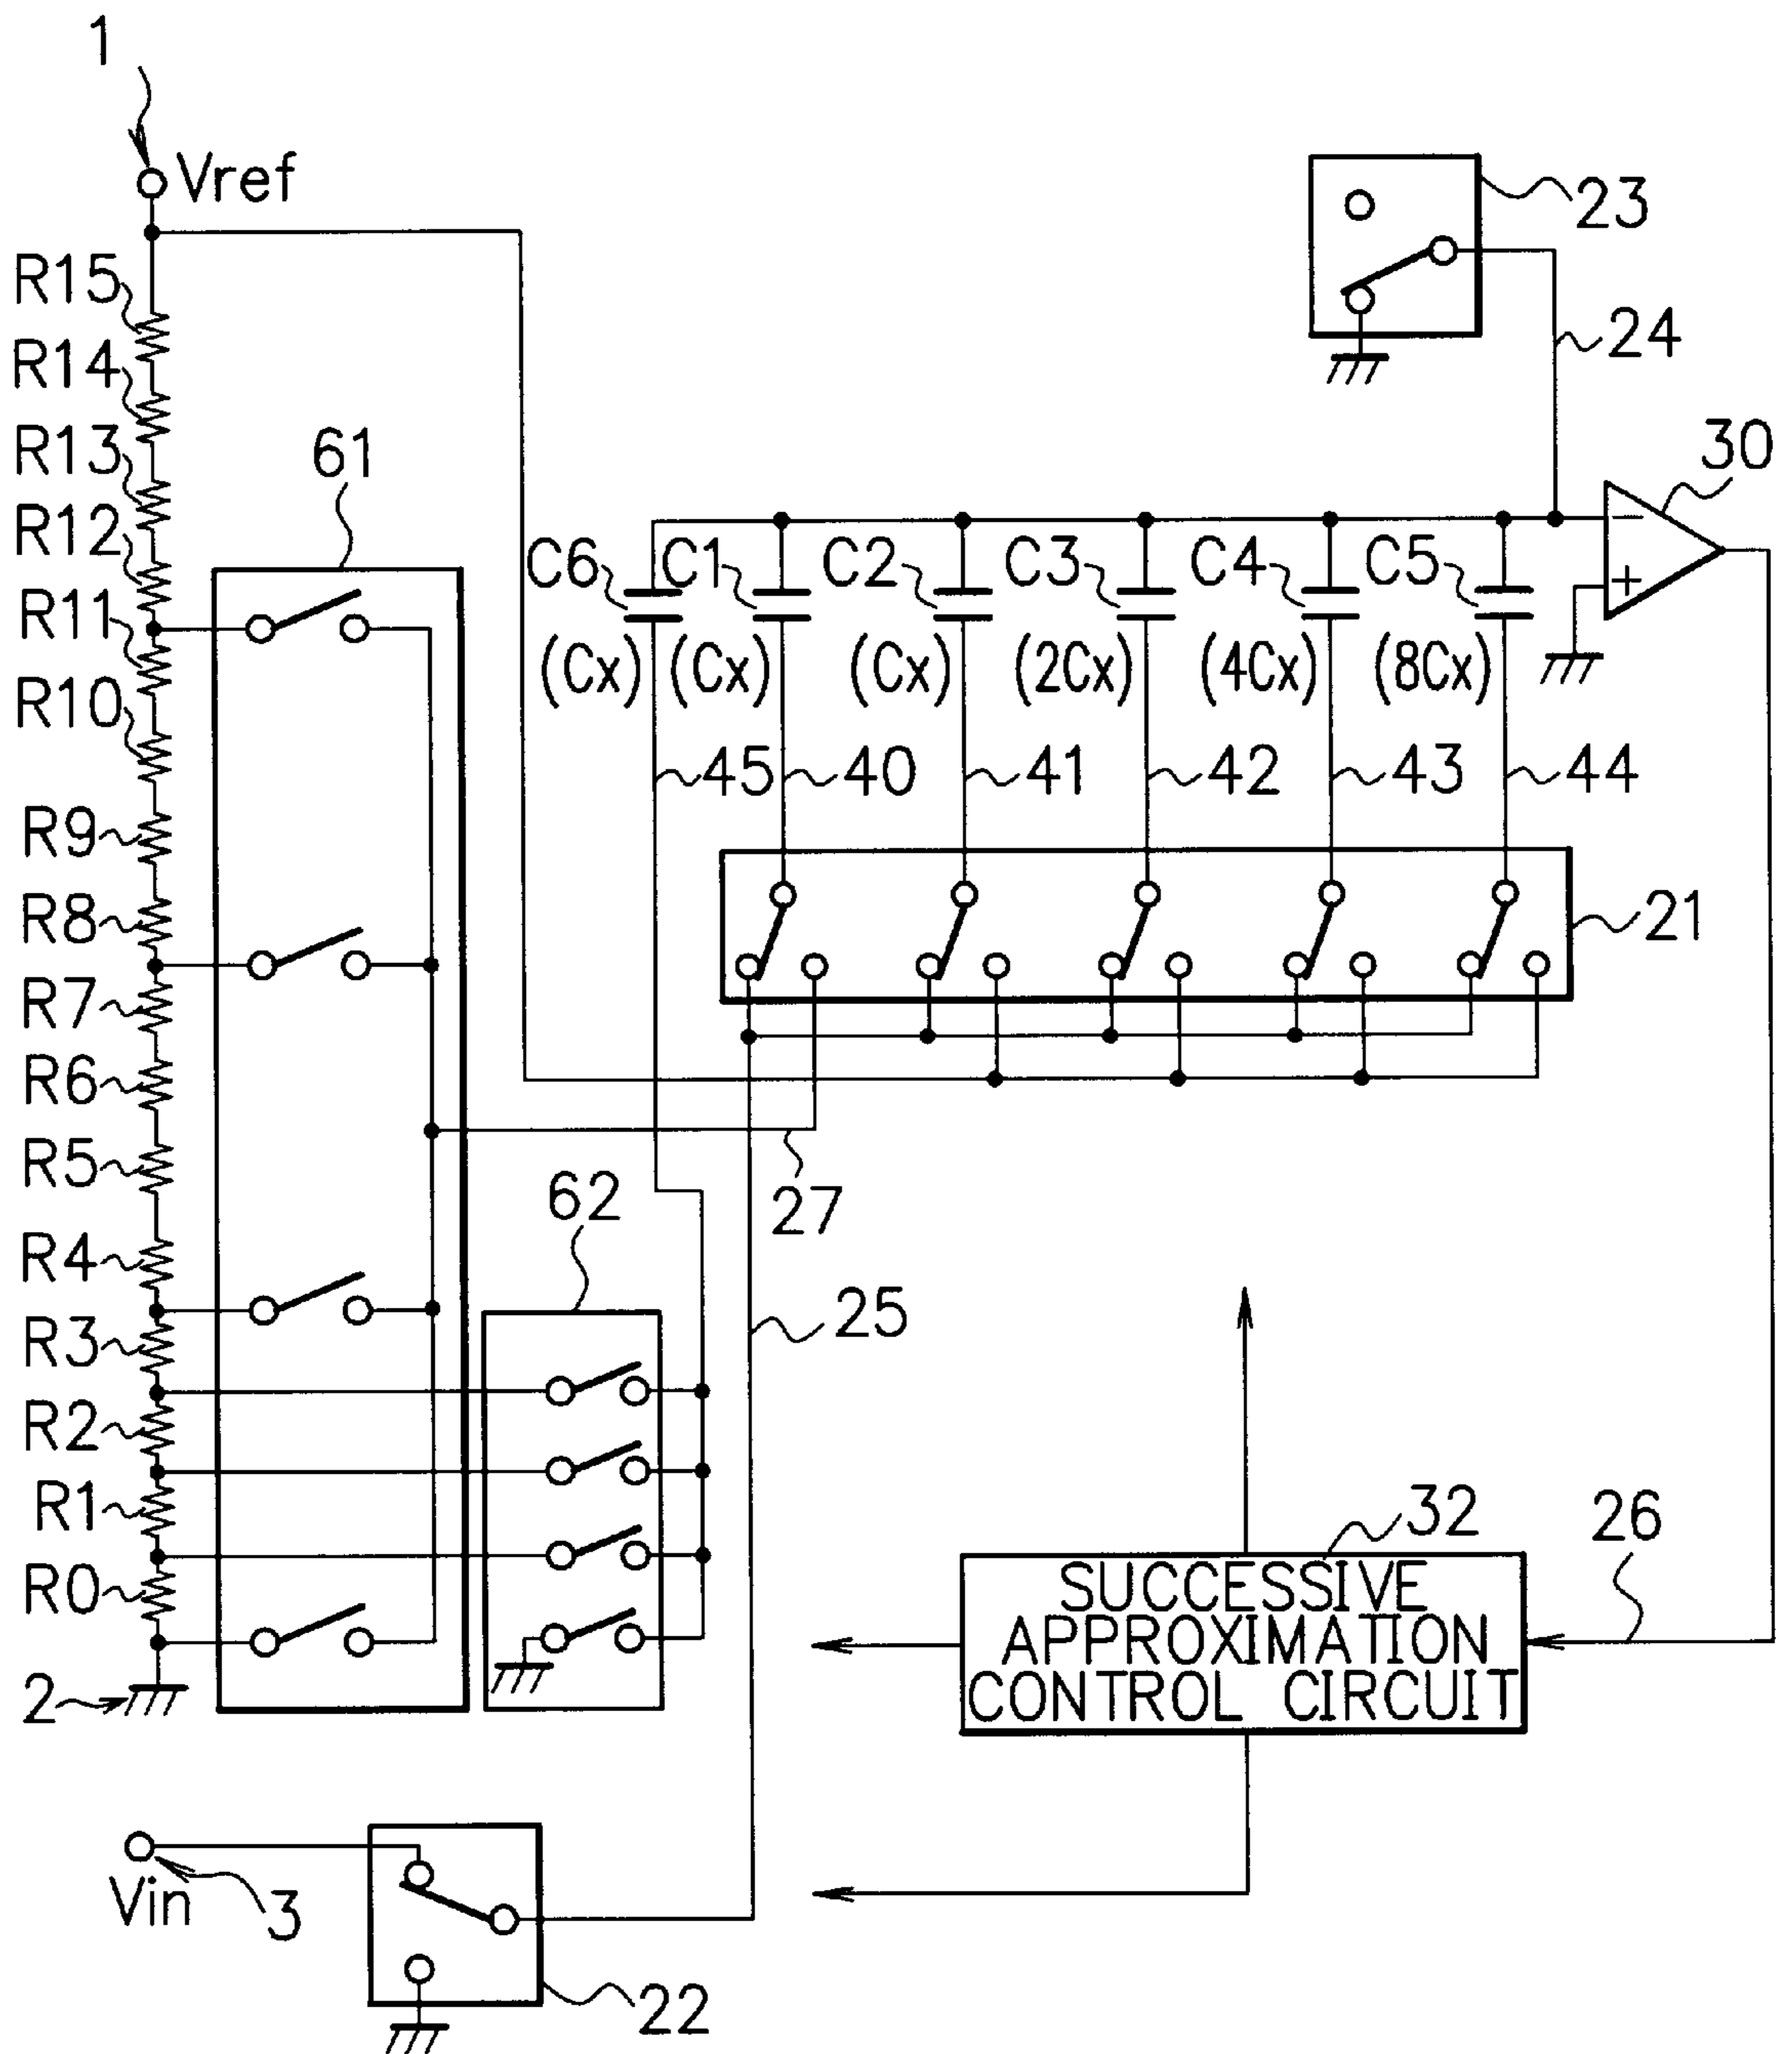 1
Vref
23
R15
24
R14
R13
61
30
R12
−
C6
C1
C2
C3
C4
C5
R11
+
(Cx)
(Cx)
(Cx)
(2Cx)
(4Cx)
(8Cx)
R10
45
40
41
42
43
44
R9
R8
21
R7
R6
R5
27
62
R4
25
R3
R2
R1
32
26
R0
SUCCESSIVE
APPROXIMATION
CONTROL CIRCUIT
2
Vin
3
22